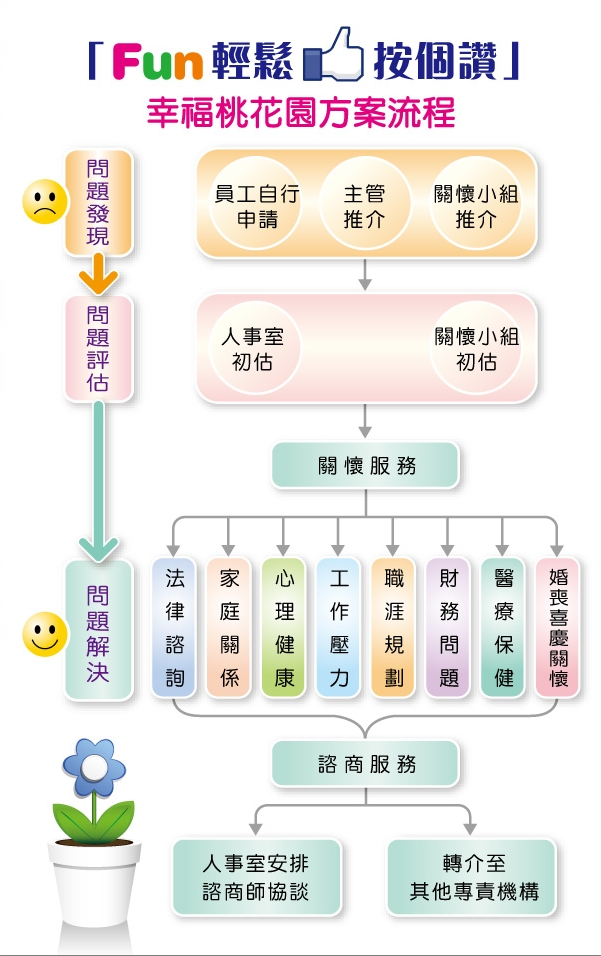 「Fun輕鬆 按個讚」
幸福桃花園方案流程
問題發現
員工自行
申請
主管
推介
關懷小組
推介
問題評估
人事室
初估
關懷小組
初估
關懷服務
問題解決
法律諮詢
家庭關係
心理健康
工作壓力
職涯規劃
財務問題
醫療保健
婚喪喜慶關懷
諮商服務
人事室安排
諮商師協談
轉介至
其他專責機構